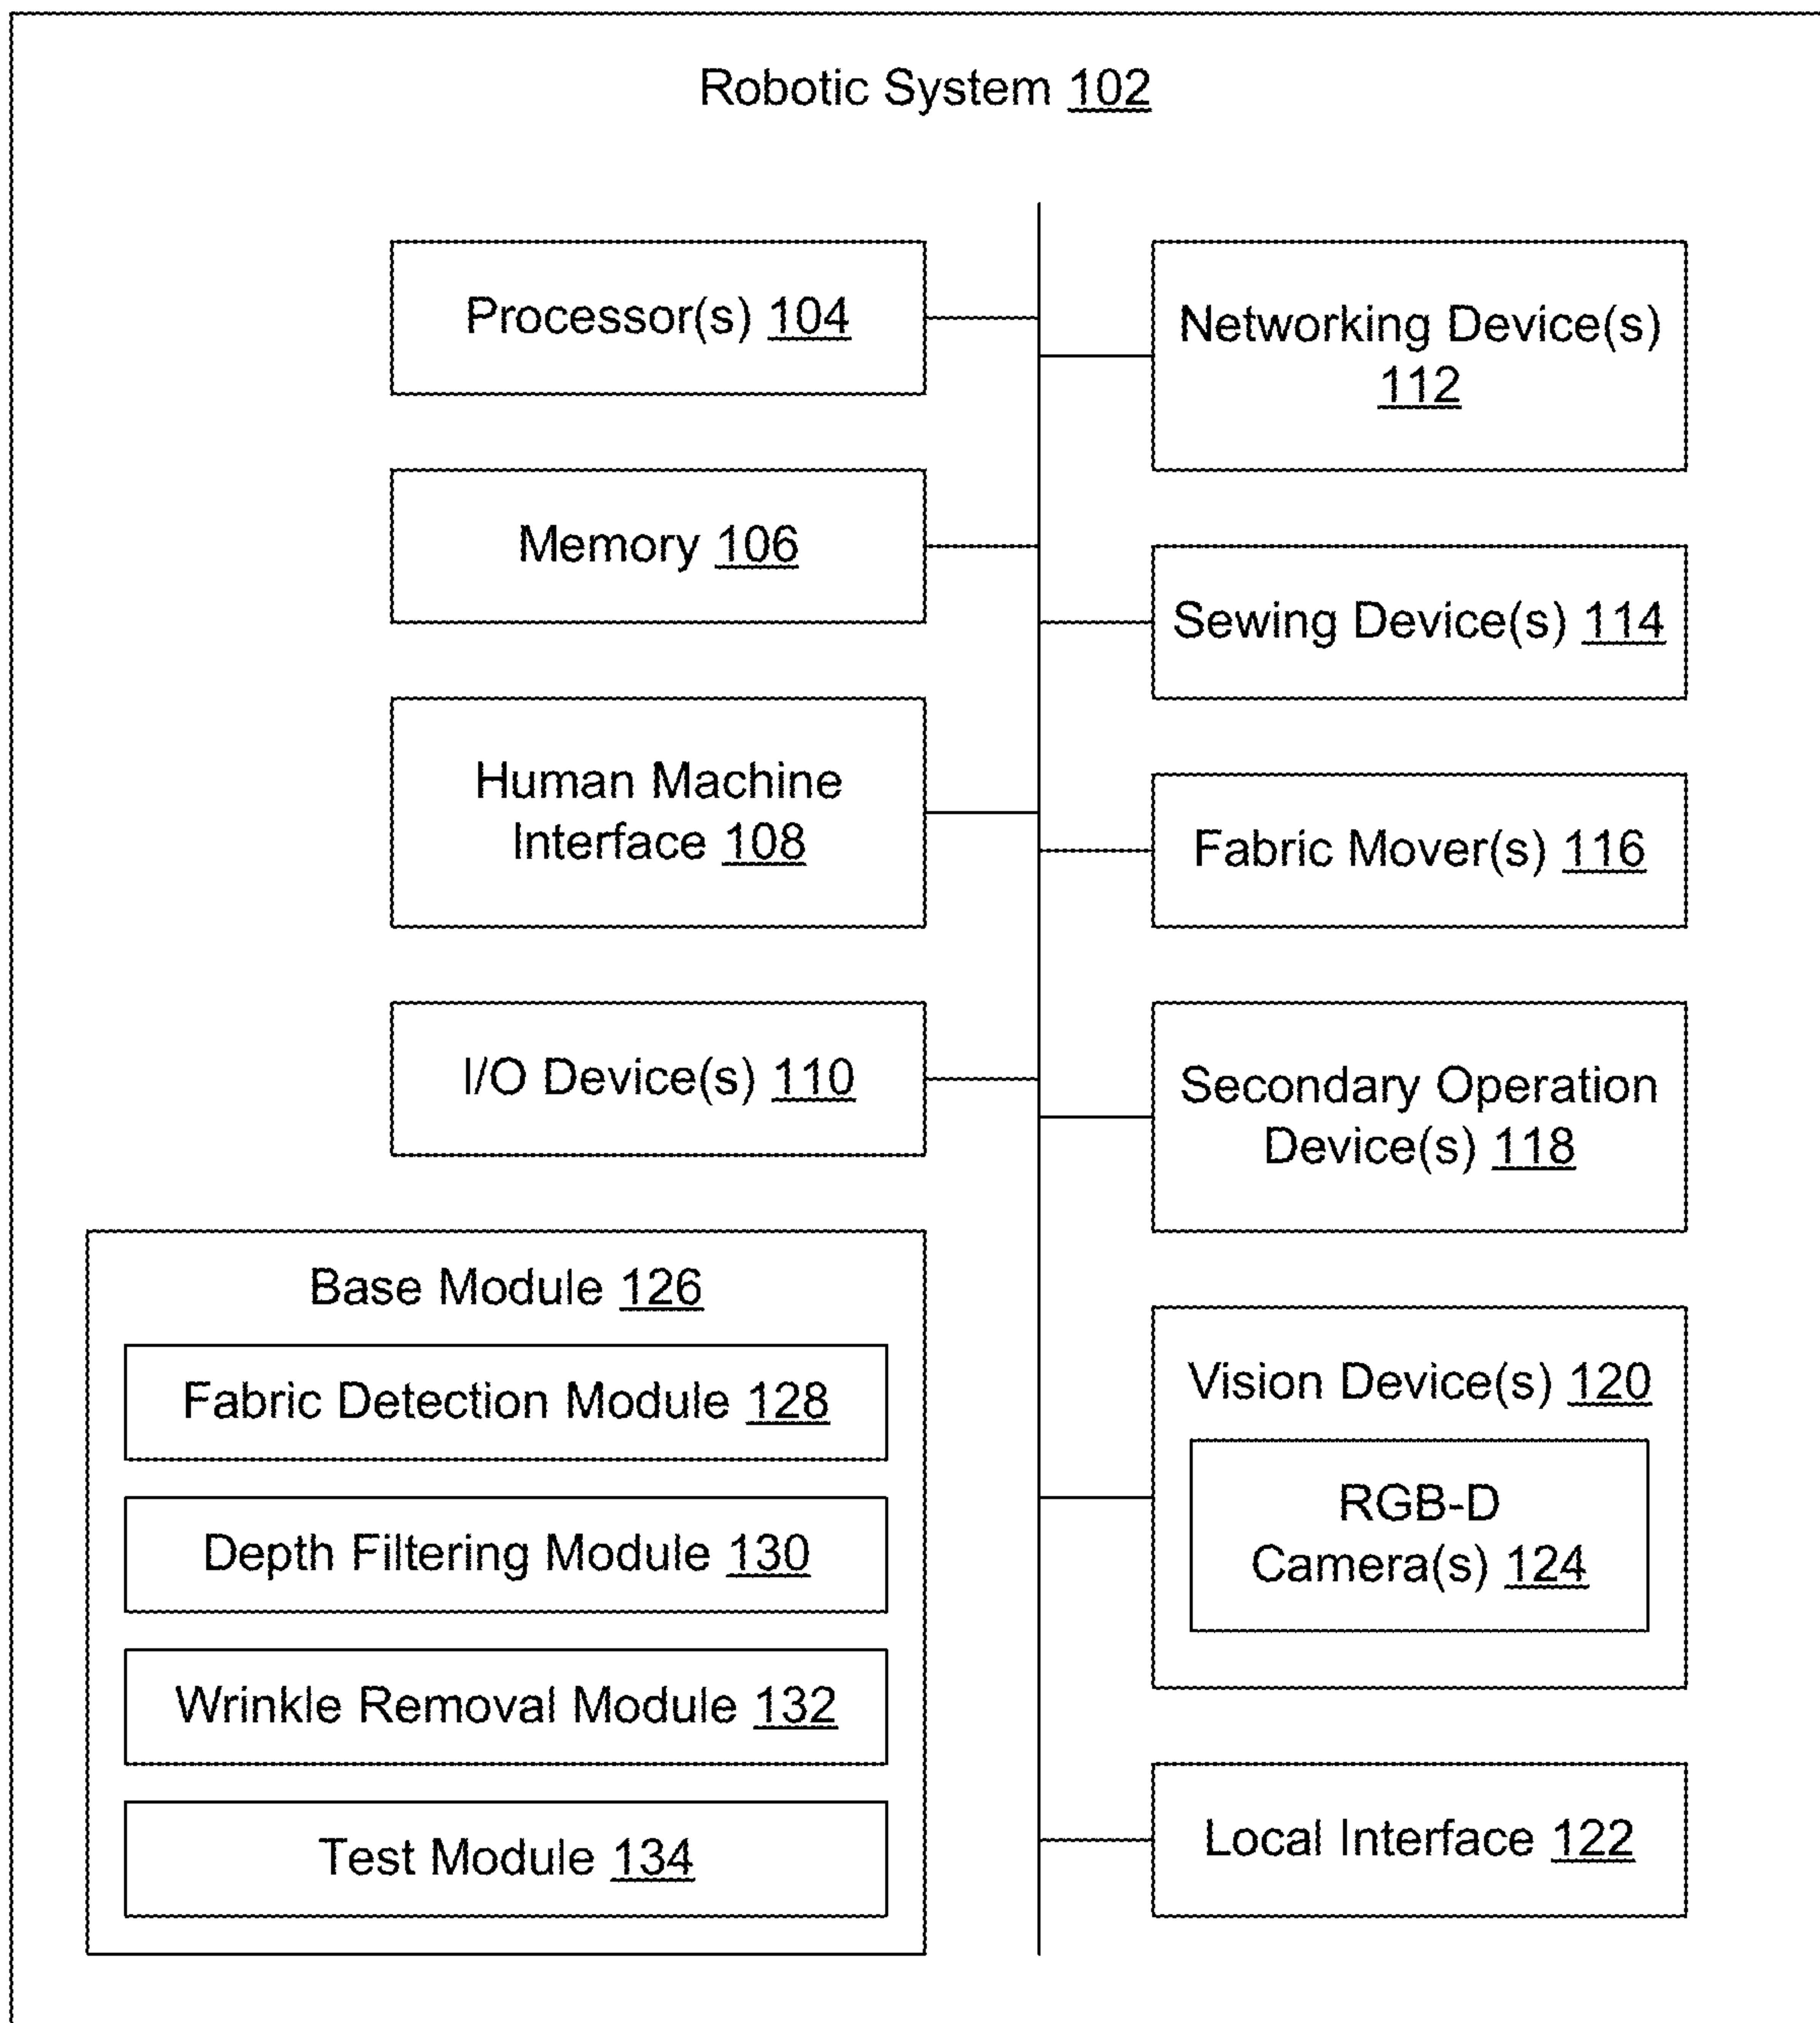 Robotic System 102
Processor(s) 104
Memory 106
Human Machine
Interface 108
I/O Device(s) 110
Base Module 126
Fabric Detection Module 128
Depth Filtering Module 130
Wrinkle Removal Module 132
Test Module 134
Networking Device(s)
112
Sewing Device(s) 114
Fabric Mover(s) 116
Secondary Operation
Device(s) 118
Vision Device(s) 120
RGB-D
Camera(s) 124
Local Interface 122